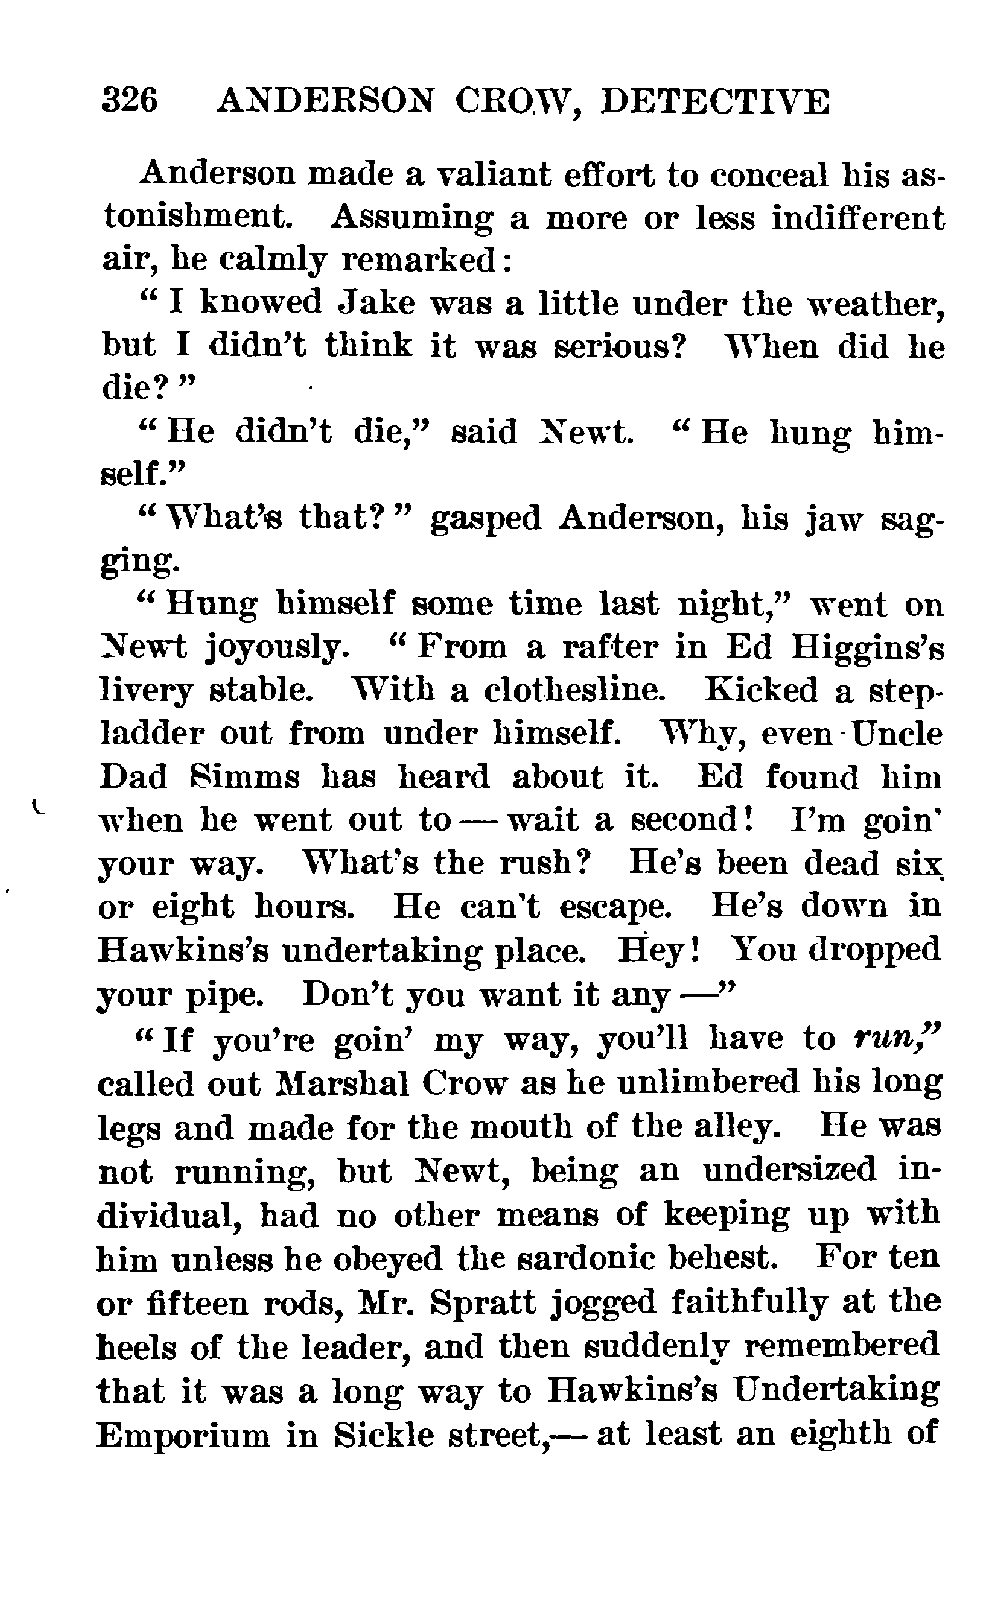 326 ANDERSON CROW, DETECTIVE
Anderson made a valiant effort to conceal his as-
tonishment. Assuming a more or less indifferent
air, he calmly remarked:
“ I knowed Jake was a little under the weather,
but I didn’t think it was serious? When did he
die? ”
“ He didn’t die,” said Newt. “ He hung him-
self.”
“ What’s that? ” gasped Anderson, his jaw sag-
ging.
“ Hung himself some time last night,” went on
Newt joyously. “ From a rafter in Ed Higgins’s
livery stable. With a clothesline. Kicked a step-
ladder out from under himself. Why, even Uncle
Dad Simms has heard about it. Ed found him
when he went out to — wait a second! I’m goin’
your way. What’s the rush? He’s been dead six
or eight hours. He can’t escape. He’s down in
Hawkins’s undertaking place. Hey! You dropped
your pipe. Don’t you want it any —”
“ If you’re goin’ my way, you’ll have to run,”
called out Marshal Crow as he unlimbered his long
legs and made for the mouth of the alley. He was
not running, but Newt, being an undersized in-
dividual, had no other means of keeping up with
him unless he obeyed the sardonic behest. For ten
or fifteen rods, Mr. Spratt jogged faithfully at the
heels of the leader, and then suddenly remembered
that it was a long way to Hawkins’s Undertaking
Emporium in Sickle street,— at least an eighth of